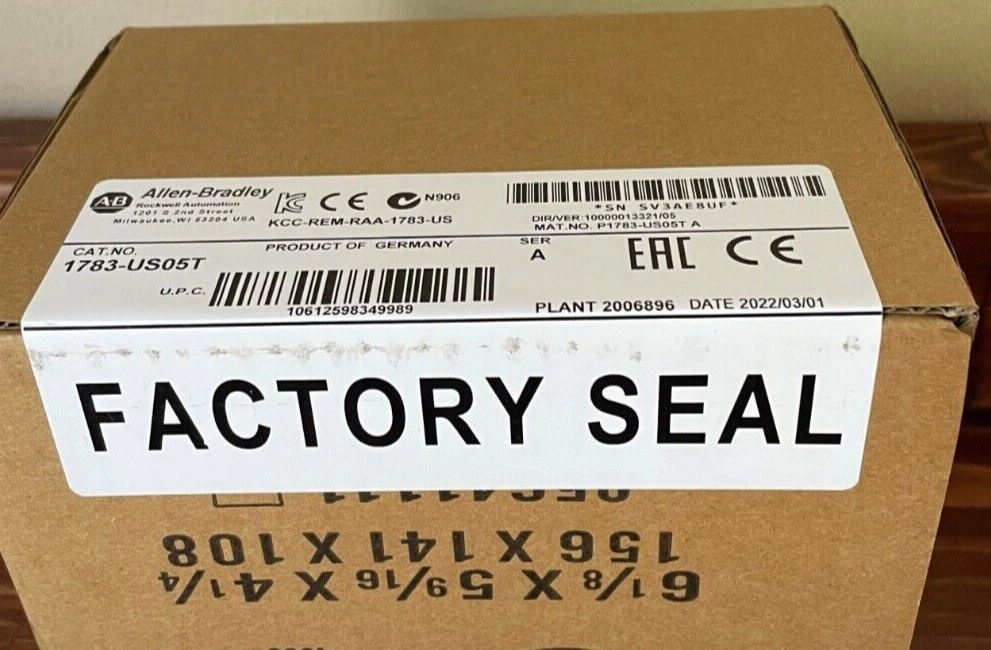 AB Allen-Bradley
Rockwell Automation
1201 S 2nd Street
Milwaukee, WI 53204 USA
CE N906
KCC-REM-RAA-1783-US
*SN SV3AE8UF*
DIR/VER:10000013321/05
MAT.NO. P1783-US05T A
CAT.NO.
1783-US05T
PRODUCT OF GERMANY
SER
A
EAC CE
U.P.C.
10612598349989
PLANT 2006896 DATE 2022/03/01
FACTORY SEAL
156 X 141 X 108
6 1/8 X 5 9/16 X 4 1/4